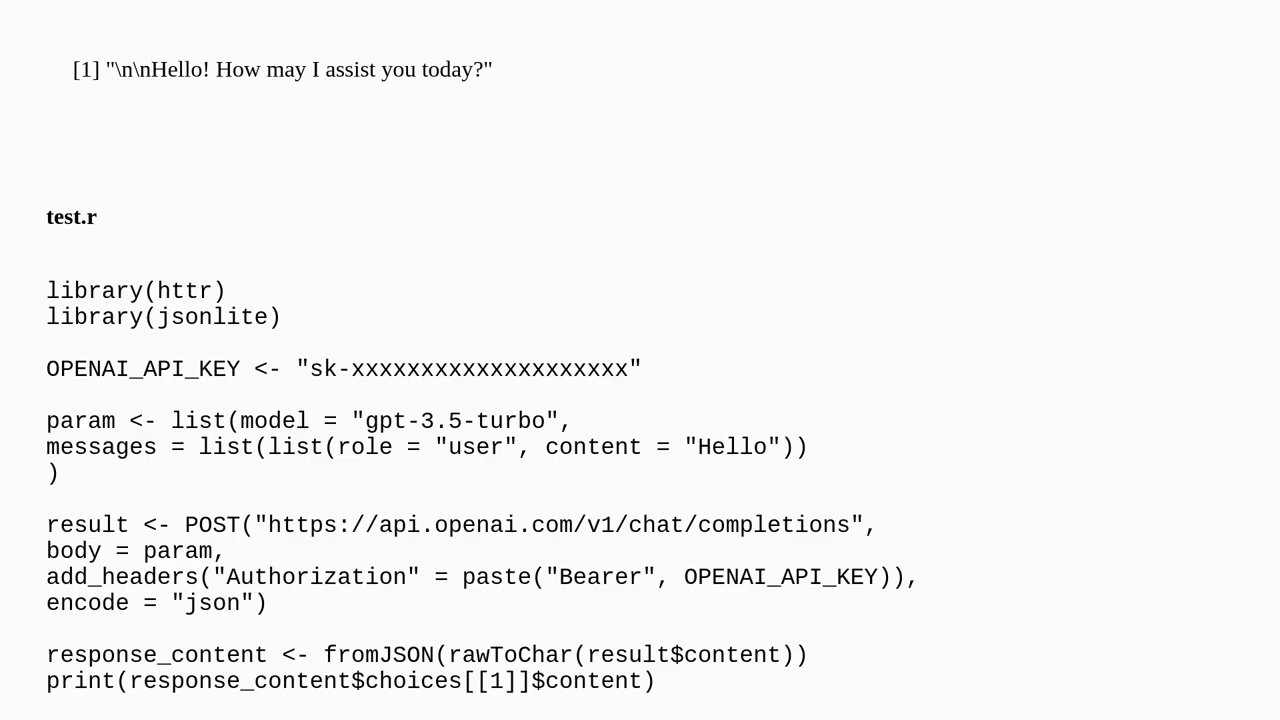 [1] "\n\nHello! How may I assist you today?"
test.r
library(httr)
library(jsonlite)
OPENAI_API_KEY <- "sk-xxxxxxxxxxxxxxxxxxxx"
param <- list(model = "gpt-3.5-turbo",
messages = list(list(role = "user", content = "Hello"))
)
result <- POST("https://api.openai.com/v1/chat/completions",
body = param,
add_headers("Authorization" = paste("Bearer", OPENAI_API_KEY)),
encode = "json")
response_content <- fromJSON(rawToChar(result$content))
print(response_content$choices[[1]]$content)